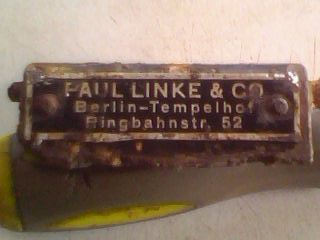 PAUL LINKE & CO
Berlin-Tempelhof
Ringbahnstr. 52